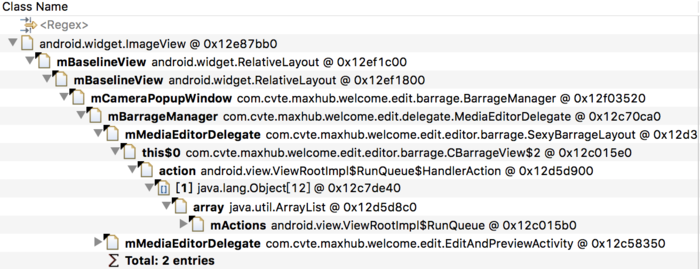 Class Name
<Regex>
android.widget.ImageView @ 0x12e87bb0
mBaselineView android.widget.RelativeLayout @ 0x12ef1c00
mBaselineView android.widget.RelativeLayout @ 0x12ef1800
mCameraPopupWindow com.cvte.maxhub.welcome.edit.barrage.BarrageManager @ 0x12f03520
mBarrageManager com.cvte.maxhub.welcome.edit.delegate.MediaEditorDelegate @ 0x12c70ca0
mMediaEditorDelegate com.cvte.maxhub.welcome.edit.editor.barrage.SexyBarrageLayout @ 0x12d3
this$0 com.cvte.maxhub.welcome.edit.editor.barrage.CBarrageView$2 @ 0x12c015e0
action android.view.ViewRootImpl$RunQueue$HandlerAction @ 0x12d5d900
[1] java.lang.Object[12] @ 0x12c7de40
array java.util.ArrayList @ 0x12d5d8c0
mActions android.view.ViewRootImpl$RunQueue @ 0x12c015b0
mMediaEditorDelegate com.cvte.maxhub.welcome.edit.EditAndPreviewActivity @ 0x12c58350
Σ Total: 2 entries